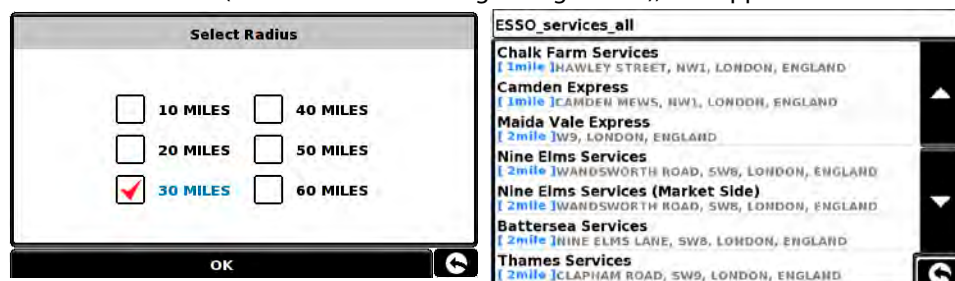 Select Radius
10 MILES
40 MILES
20 MILES
50 MILES
30 MILES
60 MILES
OK
ESSO_services_all
Chalk Farm Services
[ 1mile ]HAWLEY STREET, NW1, LONDON, ENGLAND
Camden Express
[ 1mile ]CAMDEN MEWS, NW1, LONDON, ENGLAND
Maida Vale Express
[ 2mile ]W9, LONDON, ENGLAND
Nine Elms Services
[ 2mile ]WANDSWORTH ROAD, SW8, LONDON, ENGLAND
Nine Elms Services (Market Side)
[ 2mile ]WANDSWORTH ROAD, SW8, LONDON, ENGLAND
Battersea Services
[ 2mile ]NINE ELMS LANE, SW8, LONDON, ENGLAND
Thames Services
[ 2mile ]CLAPHAM ROAD, SW9, LONDON, ENGLAND